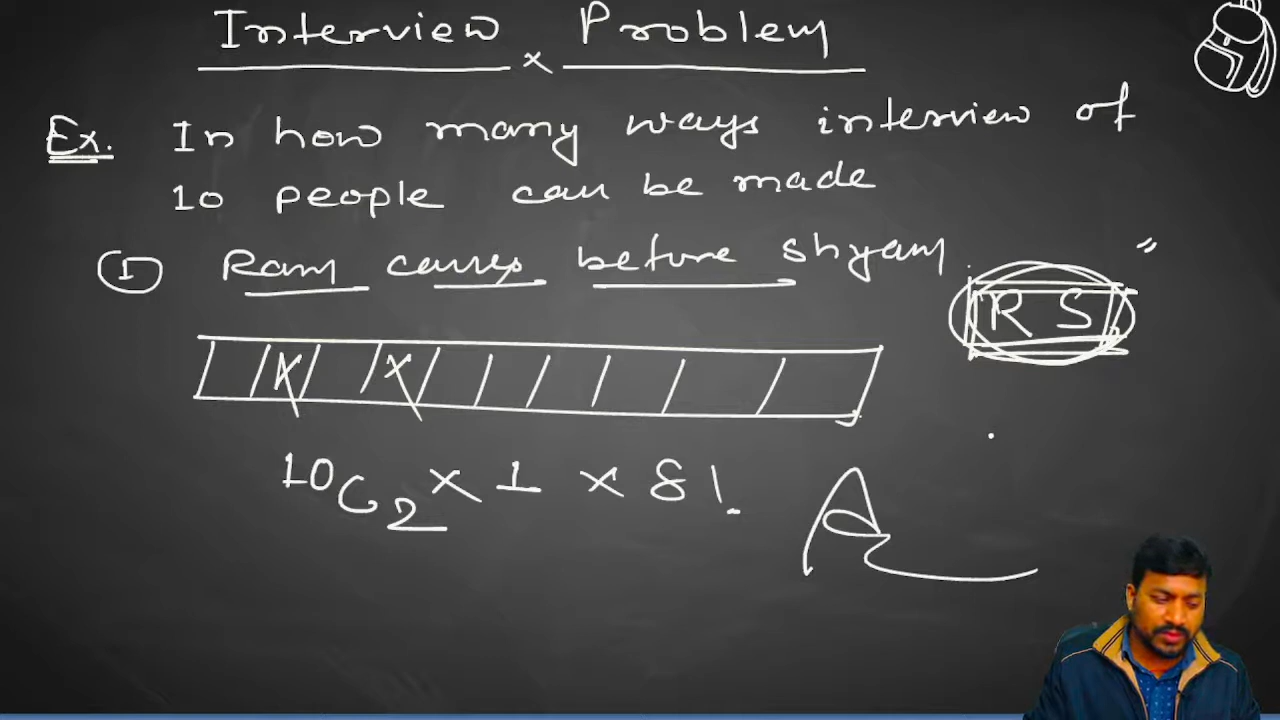 Interview × Problem
Ex. In how many ways interview of
10 people can be made
① Ram comes before shyam "
R S
x x
10C2 × 1 × 8!